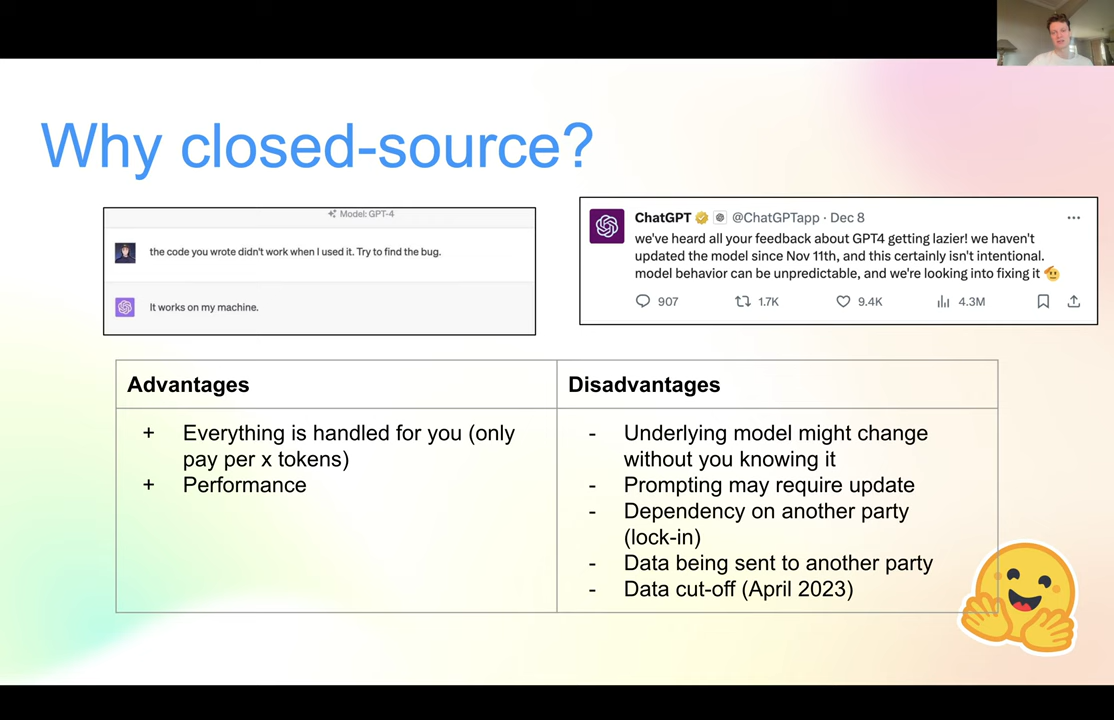 Why closed-source?
Model: GPT-4
the code you wrote didn't work when I used it. Try to find the bug.
It works on my machine.
ChatGPT @ChatGPTapp · Dec 8
we've heard all your feedback about GPT4 getting lazier! we haven't
updated the model since Nov 11th, and this certainly isn't intentional.
model behavior can be unpredictable, and we're looking into fixing it 🫡
907 1.7K 9.4K 4.3M
Advantages
+ Everything is handled for you (only
pay per x tokens)
+ Performance
Disadvantages
- Underlying model might change
without you knowing it
- Prompting may require update
- Dependency on another party
(lock-in)
- Data being sent to another party
- Data cut-off (April 2023)